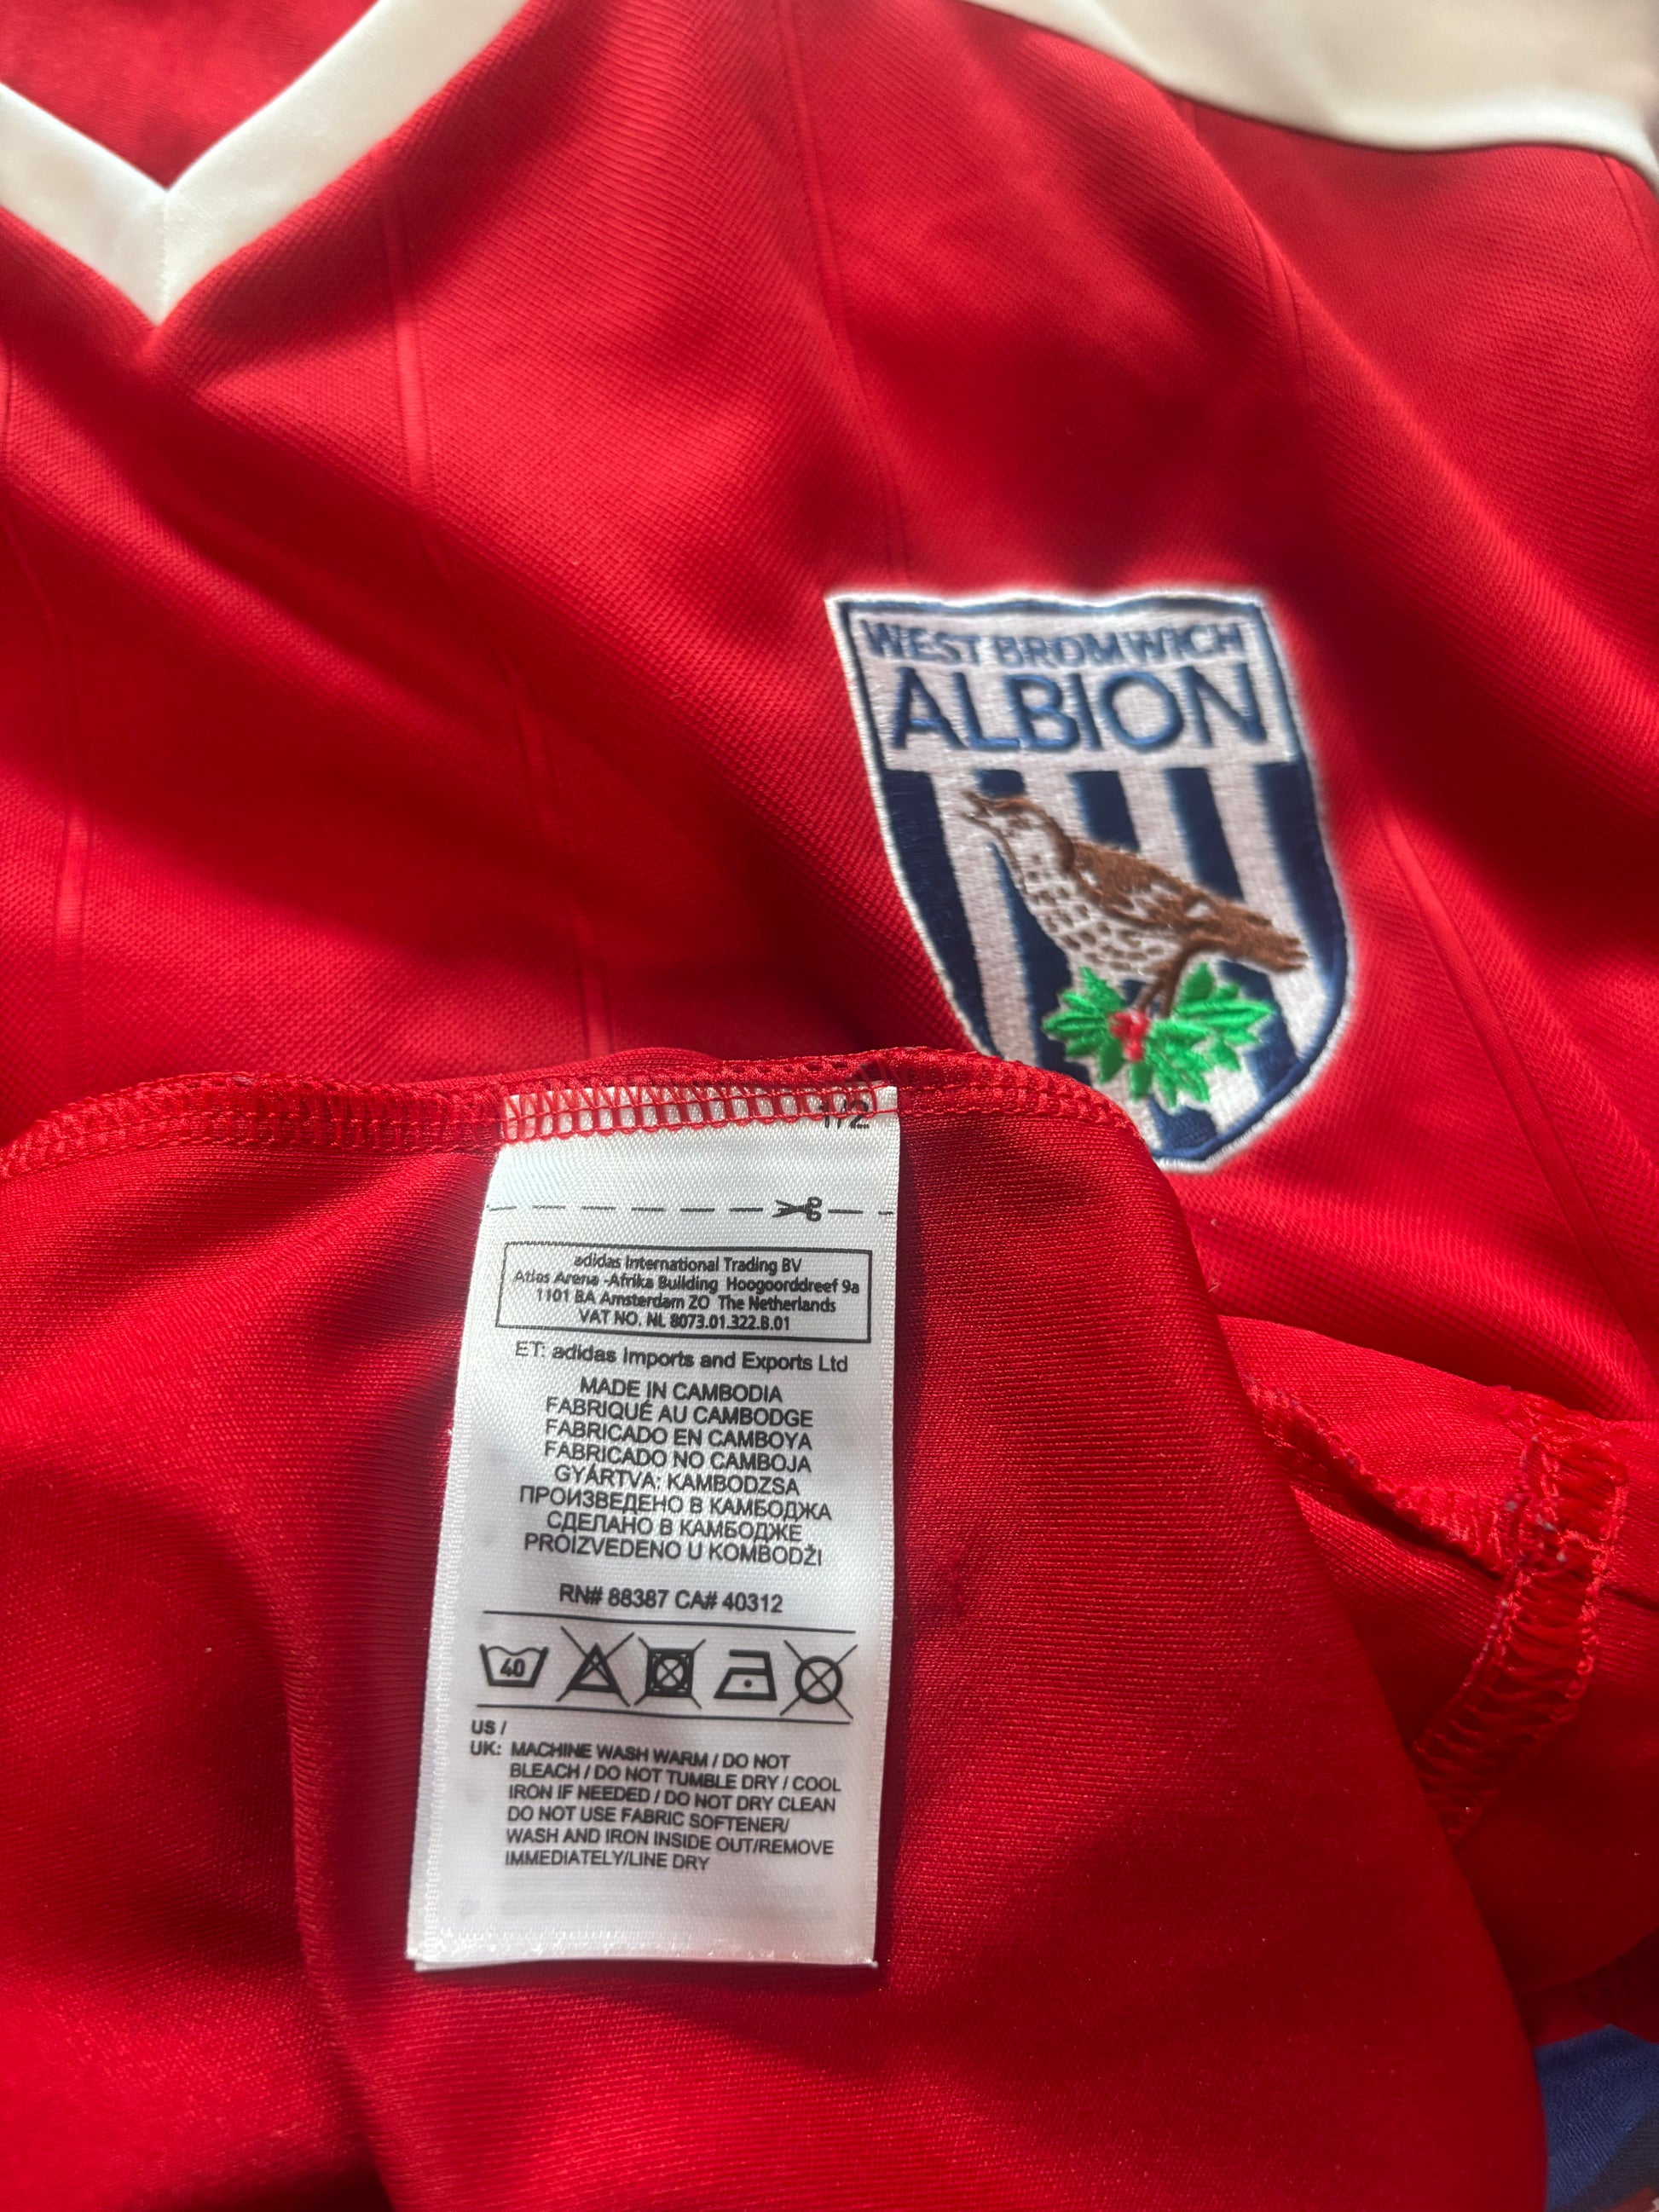 WEST BROMWICH
ALBION
1/2
adidas International Trading BV
Atlas Arena -Afrika Building Hoogoorddreef 9a
1101 BA Amsterdam ZO The Netherlands
VAT NO. NL 8073.01.322.B.01
ET: adidas Imports and Exports Ltd
MADE IN CAMBODIA
FABRIQUÉ AU CAMBODGE
FABRICADO EN CAMBOYA
FABRICADO NO CAMBOJA
GYÁRTVA: KAMBODZSA
ПРОИЗВЕДЕНО В КАМБОДЖА
СДЕЛАНО В КАМБОДЖЕ
PROIZVEDENO U KOMBODŽI
RN# 88387 CA# 40312
40
US /
UK: MACHINE WASH WARM / DO NOT
BLEACH / DO NOT TUMBLE DRY / COOL
IRON IF NEEDED / DO NOT DRY CLEAN
DO NOT USE FABRIC SOFTENER/
WASH AND IRON INSIDE OUT/REMOVE
IMMEDIATELY/LINE DRY